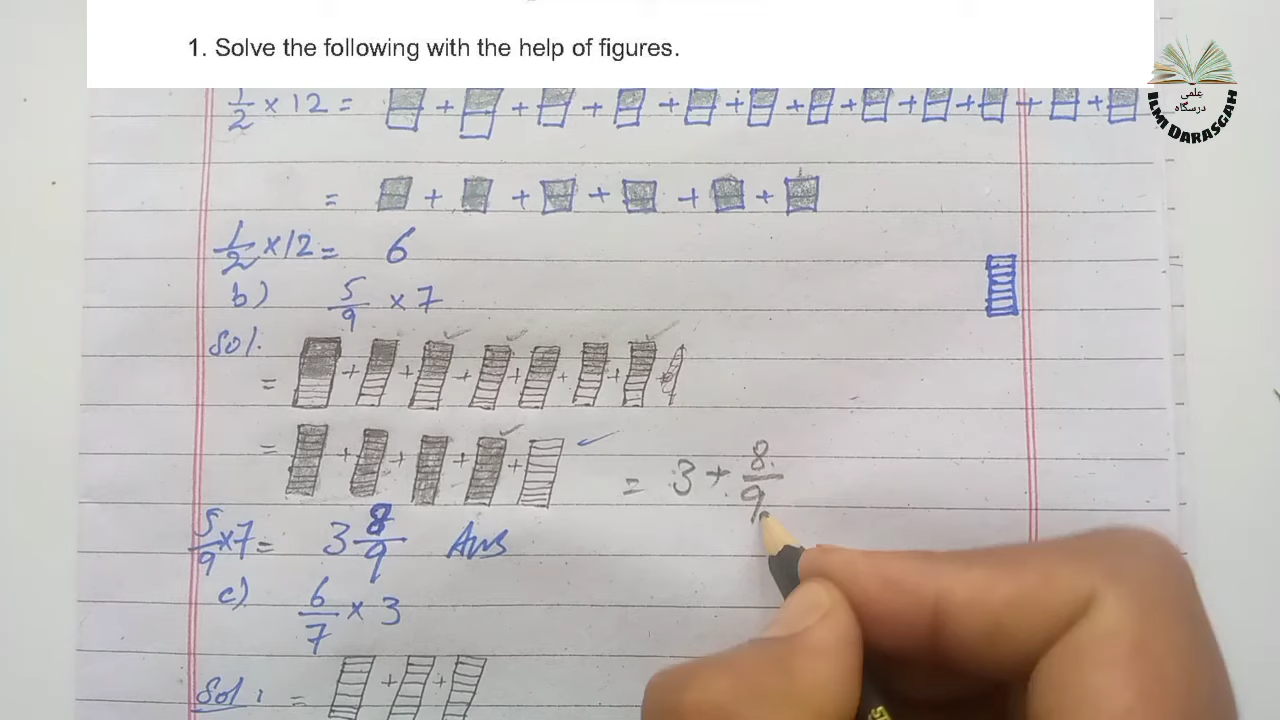 1. Solve the following with the help of figures.
علمی
درسگاه
ILMI DARASGAH
1/2 × 12 = + + + + + + + + + + +
= + + + + +
1/2 × 12 = 6
b) 5/9 × 7
Sol.
= + + + + + + +
= + + + + = 3 + 8/9
5/9 × 7 = 3 8/9 Ans
c) 6/7 × 3
Sol: = + +